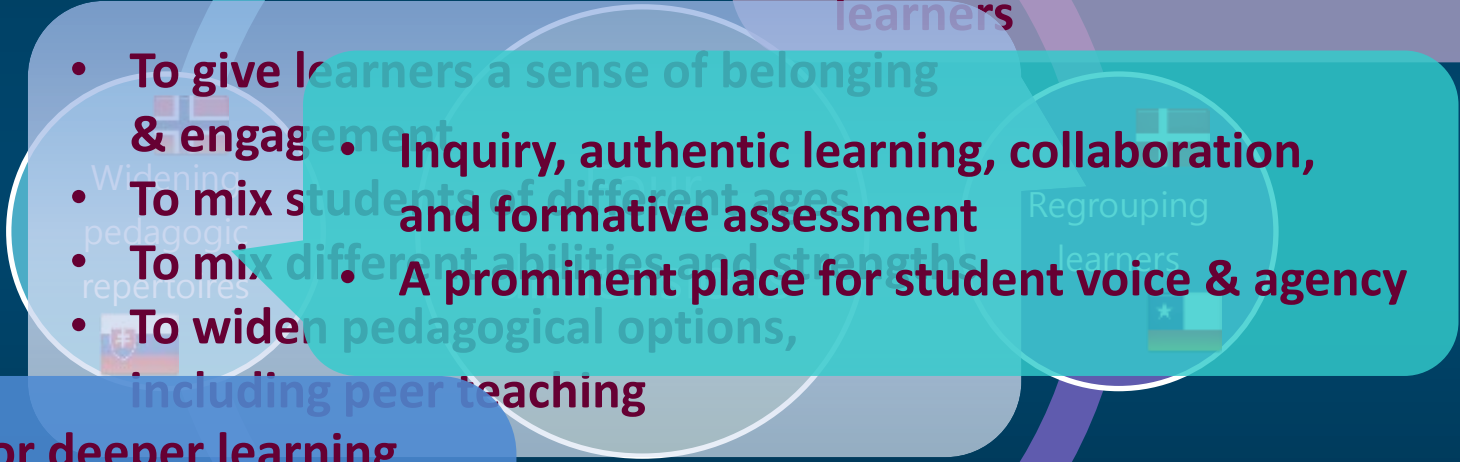 learners
• To give learners a sense of belonging
& engagement
• To mix students of different ages
• To mix different abilities and strengths
• To widen pedagogical options,
including peer teaching
• Inquiry, authentic learning, collaboration,
and formative assessment
• A prominent place for student voice & agency
Widening
pedagogic
repertoires
Regrouping
learners
or deeper learning